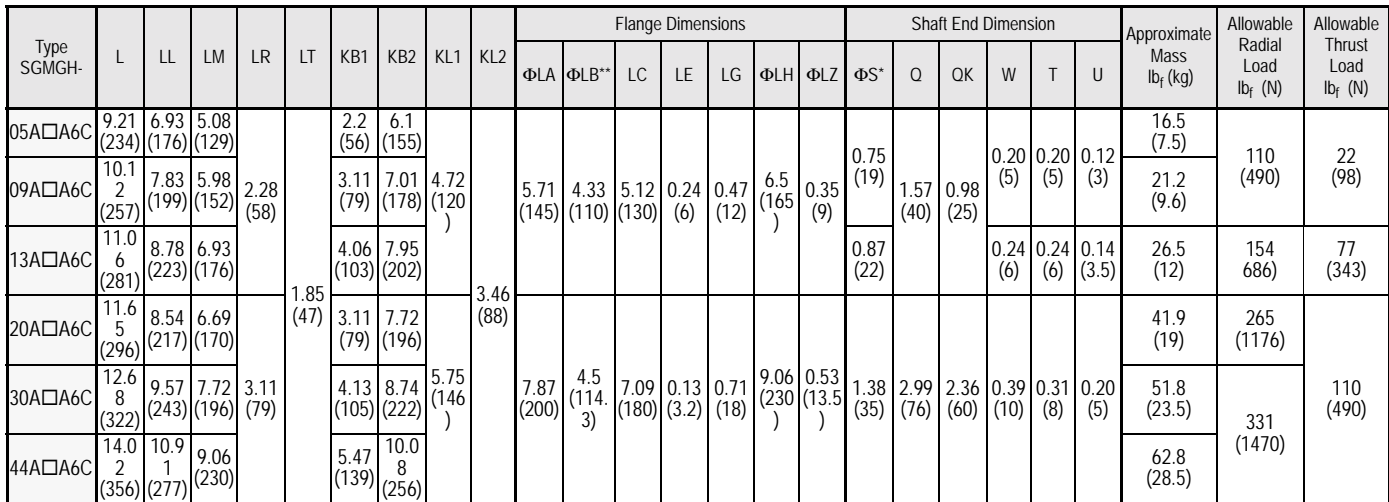 Type SGMGH- L LL LM LR LT KB1 KB2 KL1 KL2 Flange Dimensions Shaft End Dimension Approximate Mass lbf (kg) Allowable Radial Load lbf (N) Allowable Thrust Load lbf (N)
ΦLA ΦLB** LC LE LG ΦLH ΦLZ ΦS* Q QK W T U
05A□A6C 9.21 (234) 6.93 (176) 5.08 (129) 2.28 (58) 1.85 (47) 2.2 (56) 6.1 (155) 4.72 (120) 3.46 (88) 5.71 (145) 4.33 (110) 5.12 (130) 0.24 (6) 0.47 (12) 6.5 (165) 0.35 (9) 0.75 (19) 1.57 (40) 0.98 (25) 0.20 (5) 0.20 (5) 0.12 (3) 16.5 (7.5) 110 (490) 22 (98)
09A□A6C 10.12 (257) 7.83 (199) 5.98 (152) 3.11 (79) 7.01 (178) 21.2 (9.6)
13A□A6C 11.06 (281) 8.78 (223) 6.93 (176) 4.06 (103) 7.95 (202) 0.87 (22) 0.24 (6) 0.24 (6) 0.14 (3.5) 26.5 (12) 154 686) 77 (343)
20A□A6C 11.65 (296) 8.54 (217) 6.69 (170) 3.11 (79) 3.11 (79) 7.72 (196) 5.75 (146) 7.87 (200) 4.5 (114.3) 7.09 (180) 0.13 (3.2) 0.71 (18) 9.06 (230) 0.53 (13.5) 1.38 (35) 2.99 (76) 2.36 (60) 0.39 (10) 0.31 (8) 0.20 (5) 41.9 (19) 265 (1176) 110 (490)
30A□A6C 12.68 (322) 9.57 (243) 7.72 (196) 4.13 (105) 8.74 (222) 51.8 (23.5) 331 (1470)
44A□A6C 14.02 (356) 10.91 (277) 9.06 (230) 5.47 (139) 10.08 (256) 62.8 (28.5)